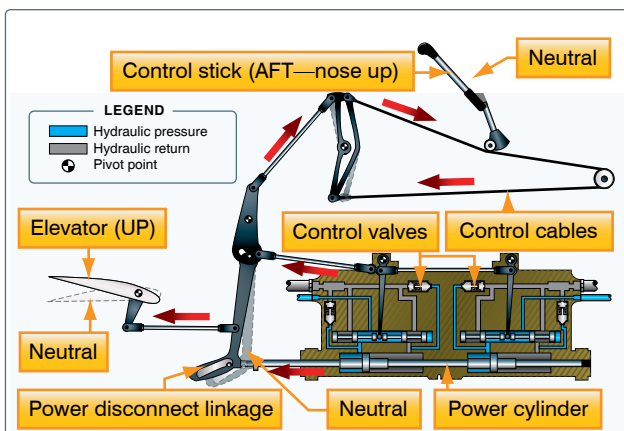 Control stick (AFT—nose up)
Neutral
LEGEND
Hydraulic pressure
Hydraulic return
Pivot point
Elevator (UP)
Control valves
Control cables
Neutral
Power disconnect linkage
Neutral
Power cylinder